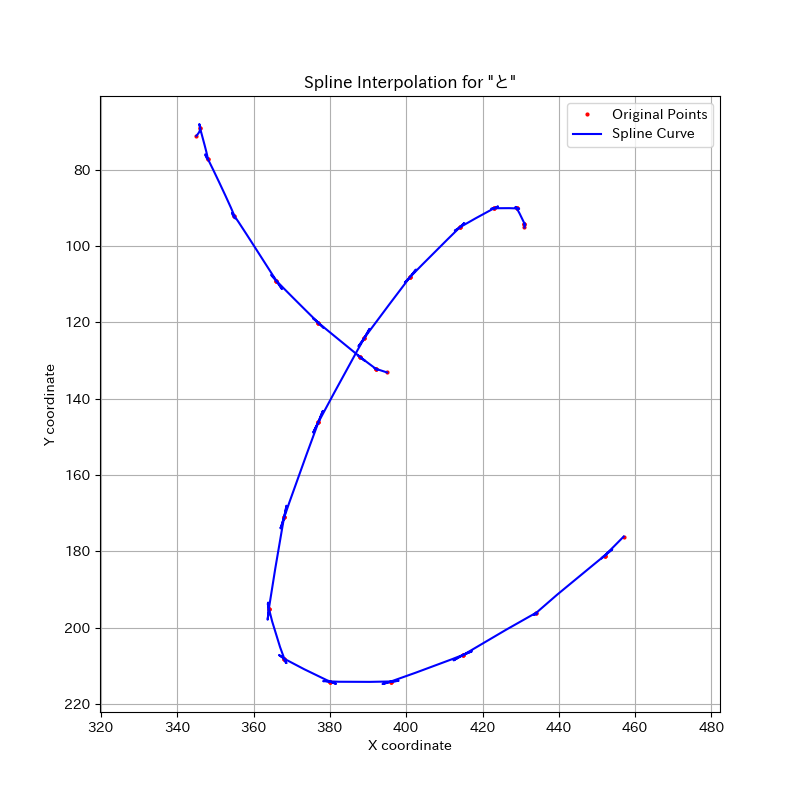 Spline Interpolation for "と"
Original Points
Spline Curve
Y coordinate
80
100
120
140
160
180
200
220
320 340 360 380 400 420 440 460 480
X coordinate